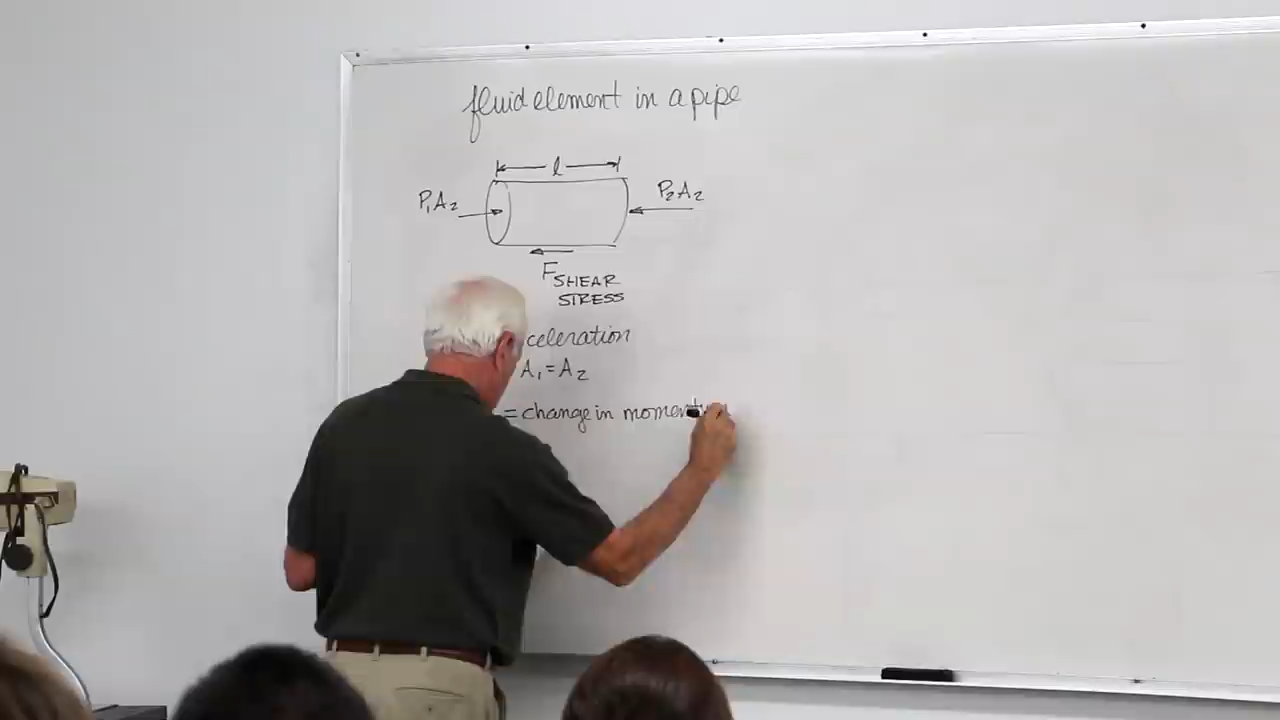 fluid element in a pipe
l
P₁A₂
P₂A₂
F SHEAR
STRESS
celeration
A₁ = A₂
= change in moment